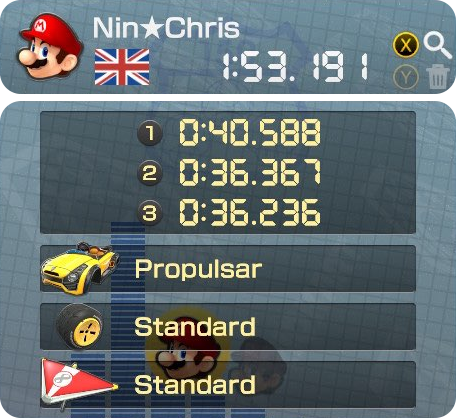 Nin★Chris
1:53.191
X
Y
1 0:40.588
2 0:36.367
3 0:36.236
Propulsar
Standard
Standard